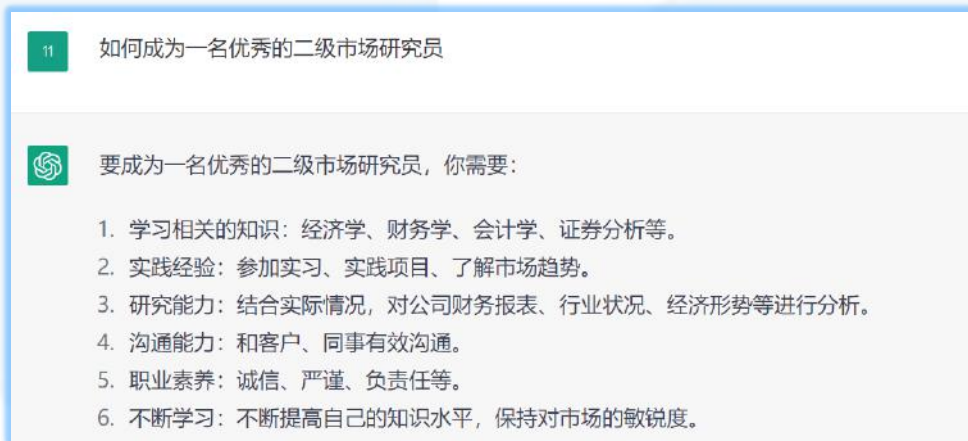 11
如何成为一名优秀的二级市场研究员
要成为一名优秀的二级市场研究员，你需要：
1. 学习相关的知识：经济学、财务学、会计学、证券分析等。
2. 实践经验：参加实习、实践项目、了解市场趋势。
3. 研究能力：结合实际情况，对公司财务报表、行业状况、经济形势等进行分析。
4. 沟通能力：和客户、同事有效沟通。
5. 职业素养：诚信、严谨、负责任等。
6. 不断学习：不断提高自己的知识水平，保持对市场的敏锐度。